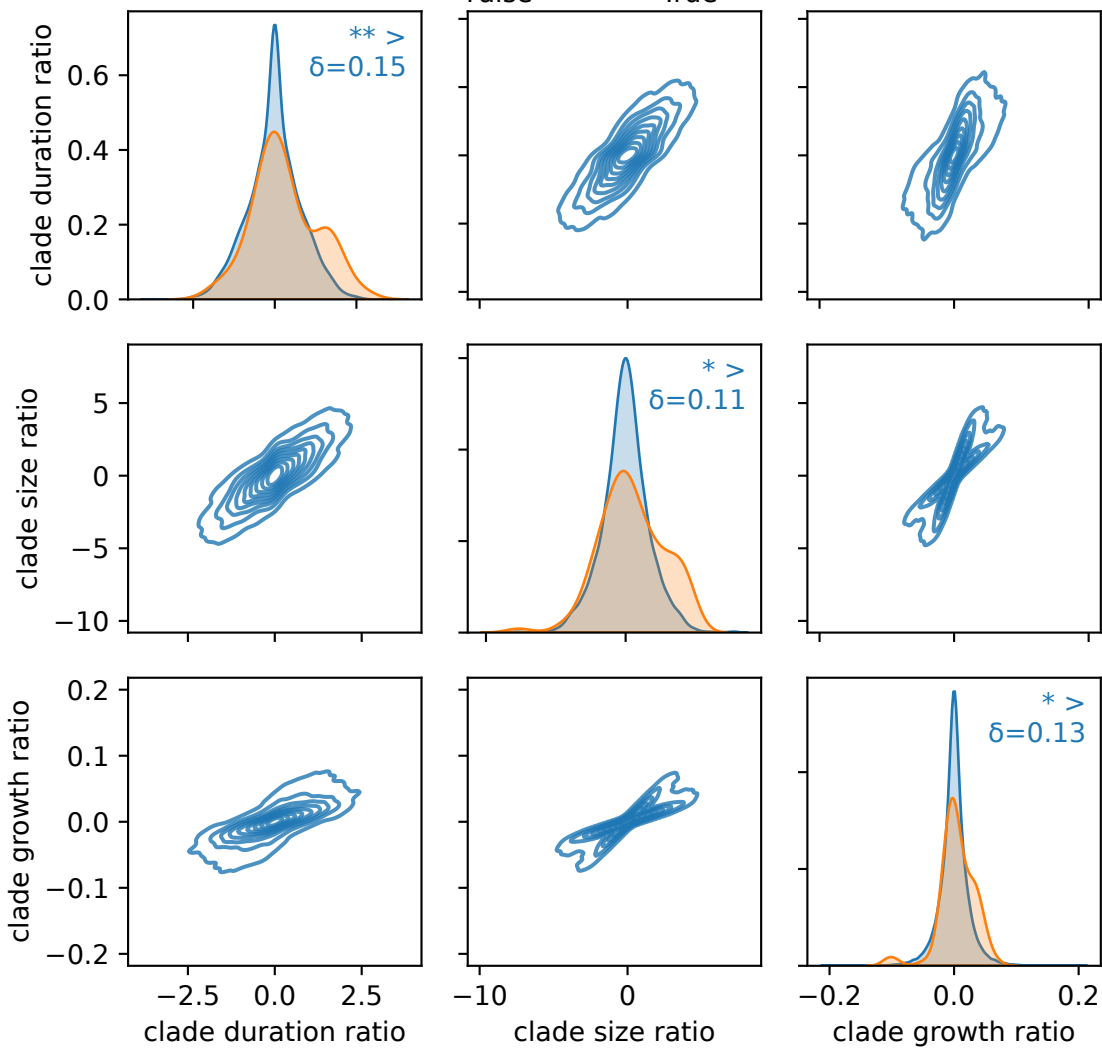 False True
clade duration ratio
0.6
0.4
0.2
0.0
** >
δ=0.15
clade size ratio
5
0
−5
−10
* >
δ=0.11
clade growth ratio
0.2
0.1
0.0
−0.1
−0.2
* >
δ=0.13
−2.5 0.0 2.5
−10 0
−0.2 0.0 0.2
clade duration ratio
clade size ratio
clade growth ratio